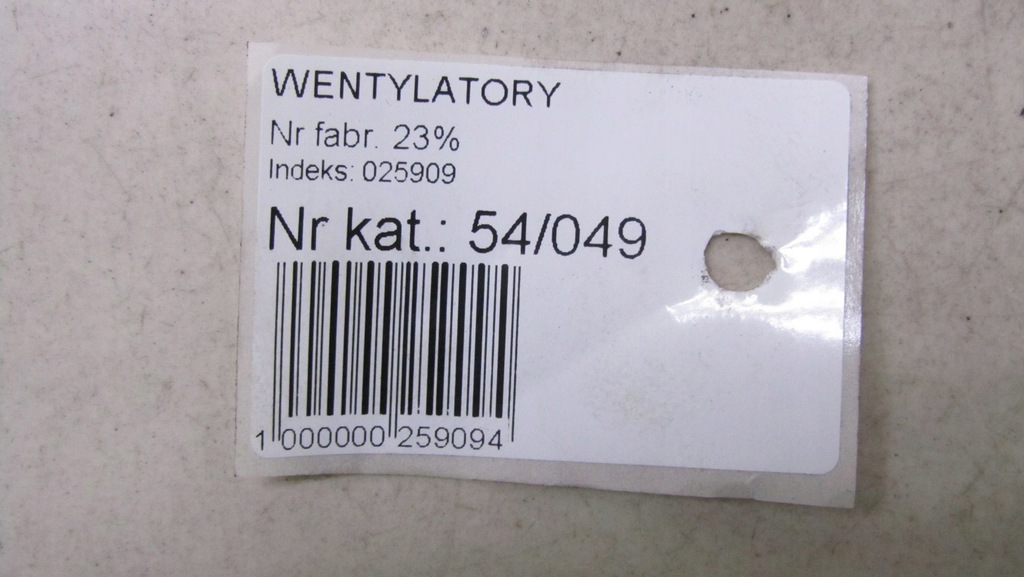 WENTYLATORY
Nr fabr. 23%
Indeks: 025909
Nr kat.: 54/049
1 000000 259094